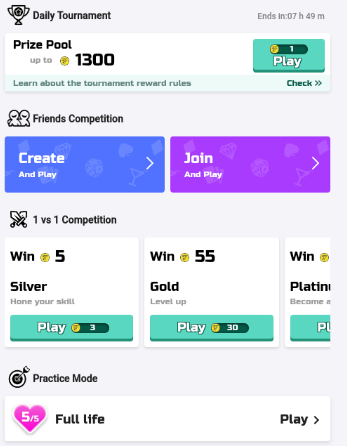 Daily Tournament
Ends In:07 h 49 m
Prize Pool
up to 1300
1
Play
Learn about the tournament reward rules
Check >>
Friends Competition
Create
And Play
Join
And Play
1 vs 1 Competition
Win 5
Silver
Hone your skill
Play 3
Win 55
Gold
Level up
Play 30
Win
Platinu
Become a
Pl
Practice Mode
5/5
Full life
Play >